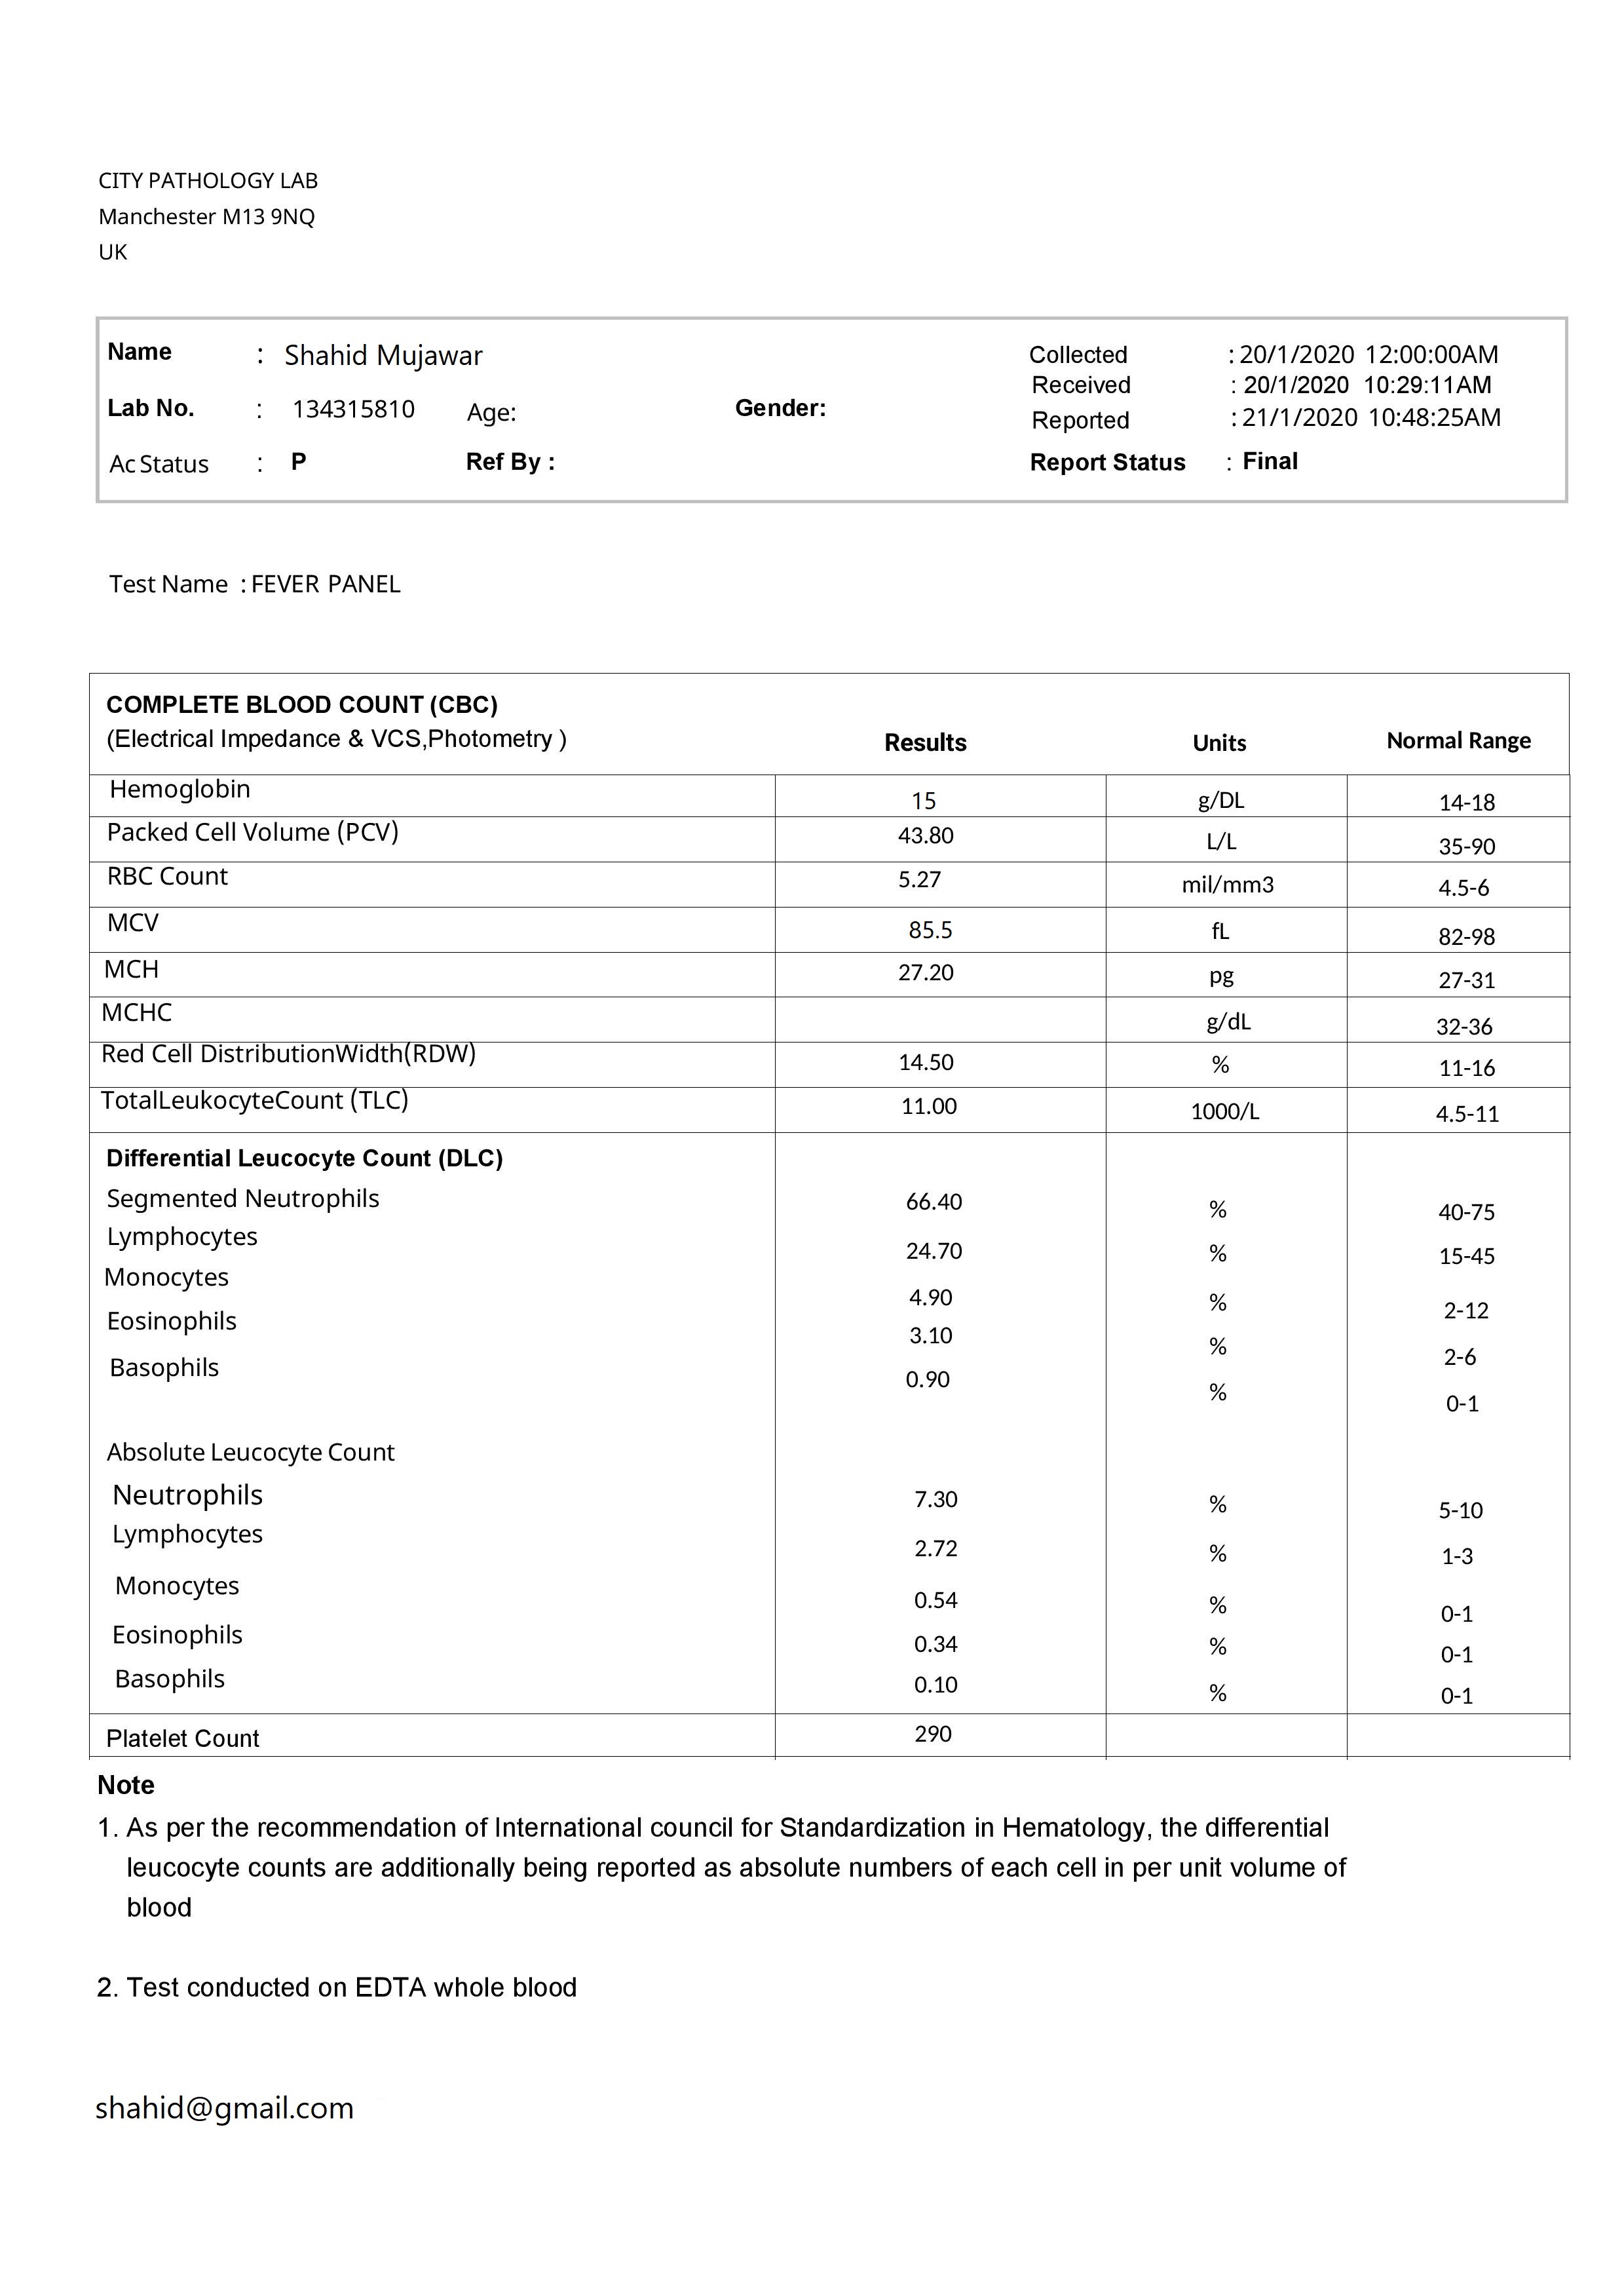 CITY PATHOLOGY LAB
Manchester M13 9NQ
UK
Name : Shahid Mujawar Collected : 20/1/2020 12:00:00AM
Received : 20/1/2020 10:29:11AM
Lab No. : 134315810 Age: Gender: Reported : 21/1/2020 10:48:25AM
Ac Status : P Ref By : Report Status : Final
Test Name : FEVER PANEL
COMPLETE BLOOD COUNT (CBC)
(Electrical Impedance & VCS,Photometry ) Results Units Normal Range
Hemoglobin 15 g/DL 14-18
Packed Cell Volume (PCV) 43.80 L/L 35-90
RBC Count 5.27 mil/mm3 4.5-6
MCV 85.5 fL 82-98
MCH 27.20 pg 27-31
MCHC g/dL 32-36
Red Cell DistributionWidth(RDW) 14.50 % 11-16
TotalLeukocyteCount (TLC) 11.00 1000/L 4.5-11
Differential Leucocyte Count (DLC)
Segmented Neutrophils 66.40 % 40-75
Lymphocytes 24.70 % 15-45
Monocytes 4.90 % 2-12
Eosinophils 3.10 % 2-6
Basophils 0.90 % 0-1
Absolute Leucocyte Count
Neutrophils 7.30 % 5-10
Lymphocytes 2.72 % 1-3
Monocytes 0.54 % 0-1
Eosinophils 0.34 % 0-1
Basophils 0.10 % 0-1
Platelet Count 290
Note
1. As per the recommendation of International council for Standardization in Hematology, the differential
leucocyte counts are additionally being reported as absolute numbers of each cell in per unit volume of
blood
2. Test conducted on EDTA whole blood
shahid@gmail.com